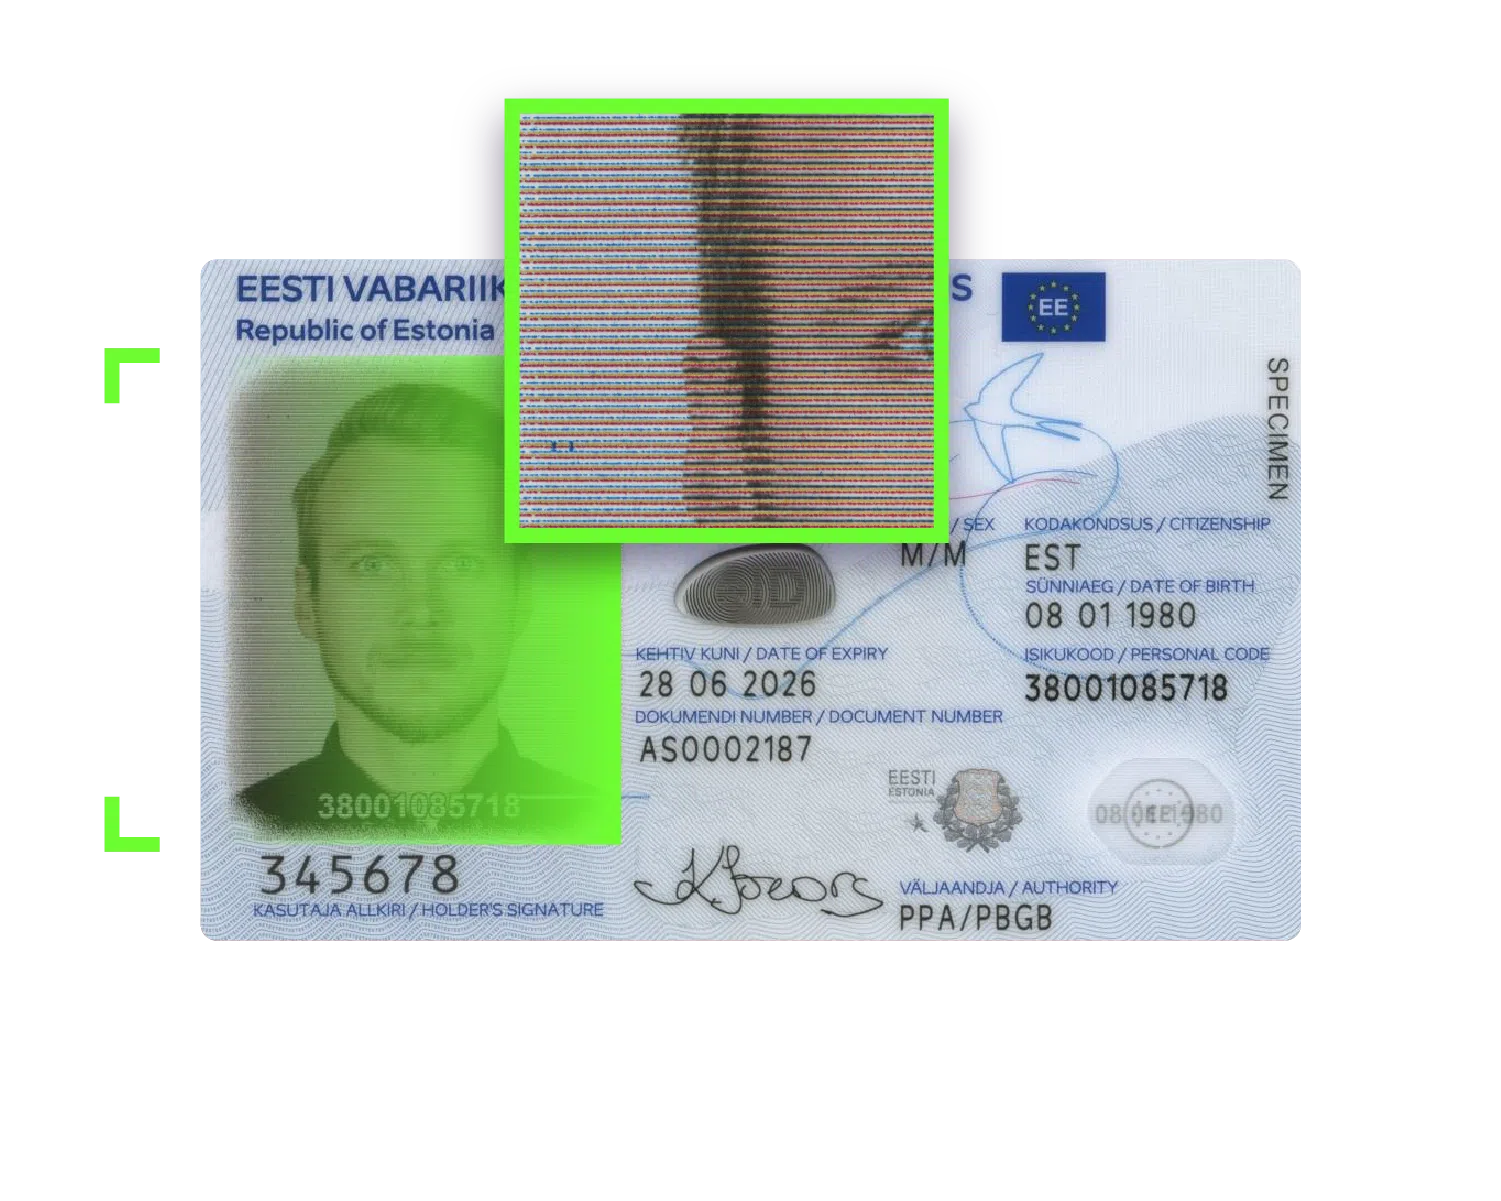 EESTI VABARIIK
S
Republic of Estonia
EE
SPECIMEN
/ SEX
M/M
KODAKONDSUS / CITIZENSHIP
EST
SÜNNIAEG / DATE OF BIRTH
08 01 1980
KEHTIV KUNI / DATE OF EXPIRY
28 06 2026
ISIKUKOOD / PERSONAL CODE
38001085718
DOKUMENDI NUMBER / DOCUMENT NUMBER
AS0002187
38001085718
EESTI
ESTONIA
345678
KASUTAJA ALLKIRI / HOLDER'S SIGNATURE
VÄLJAANDJA / AUTHORITY
PPA/PBGB